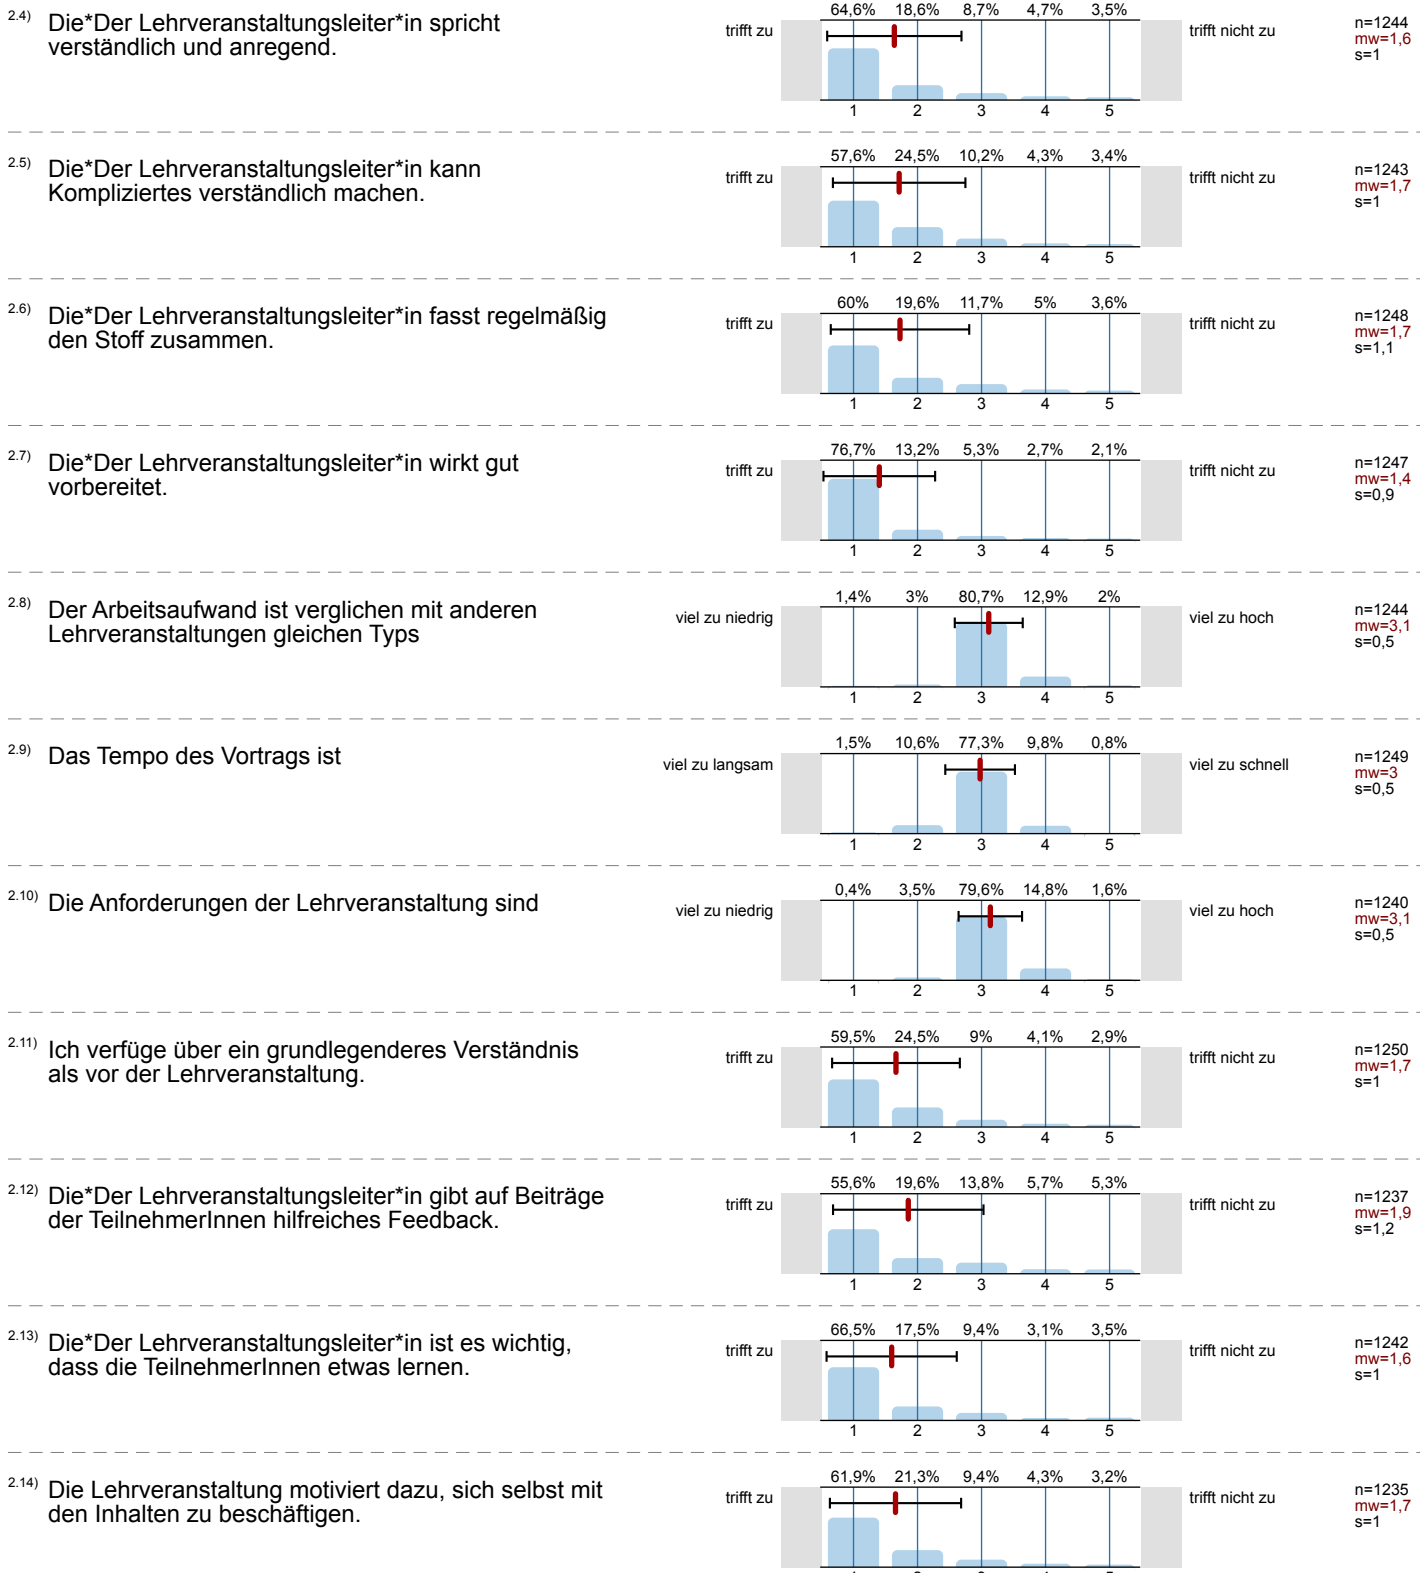 64,6% 18,6% 8,7% 4,7% 3,5%
2.4) Die*Der Lehrveranstaltungsleiter*in spricht
verständlich und anregend.
trifft zu
trifft nicht zu
n=1244
mw=1,6
s=1
1 2 3 4 5
57,6% 24,5% 10,2% 4,3% 3,4%
2.5) Die*Der Lehrveranstaltungsleiter*in kann
Kompliziertes verständlich machen.
trifft zu
trifft nicht zu
n=1243
mw=1,7
s=1
1 2 3 4 5
60% 19,6% 11,7% 5% 3,6%
2.6) Die*Der Lehrveranstaltungsleiter*in fasst regelmäßig
den Stoff zusammen.
trifft zu
trifft nicht zu
n=1248
mw=1,7
s=1,1
1 2 3 4 5
76,7% 13,2% 5,3% 2,7% 2,1%
2.7) Die*Der Lehrveranstaltungsleiter*in wirkt gut
vorbereitet.
trifft zu
trifft nicht zu
n=1247
mw=1,4
s=0,9
1 2 3 4 5
1,4% 3% 80,7% 12,9% 2%
2.8) Der Arbeitsaufwand ist verglichen mit anderen
Lehrveranstaltungen gleichen Typs
viel zu niedrig
viel zu hoch
n=1244
mw=3,1
s=0,5
1 2 3 4 5
1,5% 10,6% 77,3% 9,8% 0,8%
2.9) Das Tempo des Vortrags ist
viel zu langsam
viel zu schnell
n=1249
mw=3
s=0,5
1 2 3 4 5
0,4% 3,5% 79,6% 14,8% 1,6%
2.10) Die Anforderungen der Lehrveranstaltung sind
viel zu niedrig
viel zu hoch
n=1240
mw=3,1
s=0,5
1 2 3 4 5
59,5% 24,5% 9% 4,1% 2,9%
2.11) Ich verfüge über ein grundlegenderes Verständnis
als vor der Lehrveranstaltung.
trifft zu
trifft nicht zu
n=1250
mw=1,7
s=1
1 2 3 4 5
55,6% 19,6% 13,8% 5,7% 5,3%
2.12) Die*Der Lehrveranstaltungsleiter*in gibt auf Beiträge
der TeilnehmerInnen hilfreiches Feedback.
trifft zu
trifft nicht zu
n=1237
mw=1,9
s=1,2
1 2 3 4 5
66,5% 17,5% 9,4% 3,1% 3,5%
2.13) Die*Der Lehrveranstaltungsleiter*in ist es wichtig,
dass die TeilnehmerInnen etwas lernen.
trifft zu
trifft nicht zu
n=1242
mw=1,6
s=1
1 2 3 4 5
61,9% 21,3% 9,4% 4,3% 3,2%
2.14) Die Lehrveranstaltung motiviert dazu, sich selbst mit
den Inhalten zu beschäftigen.
trifft zu
trifft nicht zu
n=1235
mw=1,7
s=1